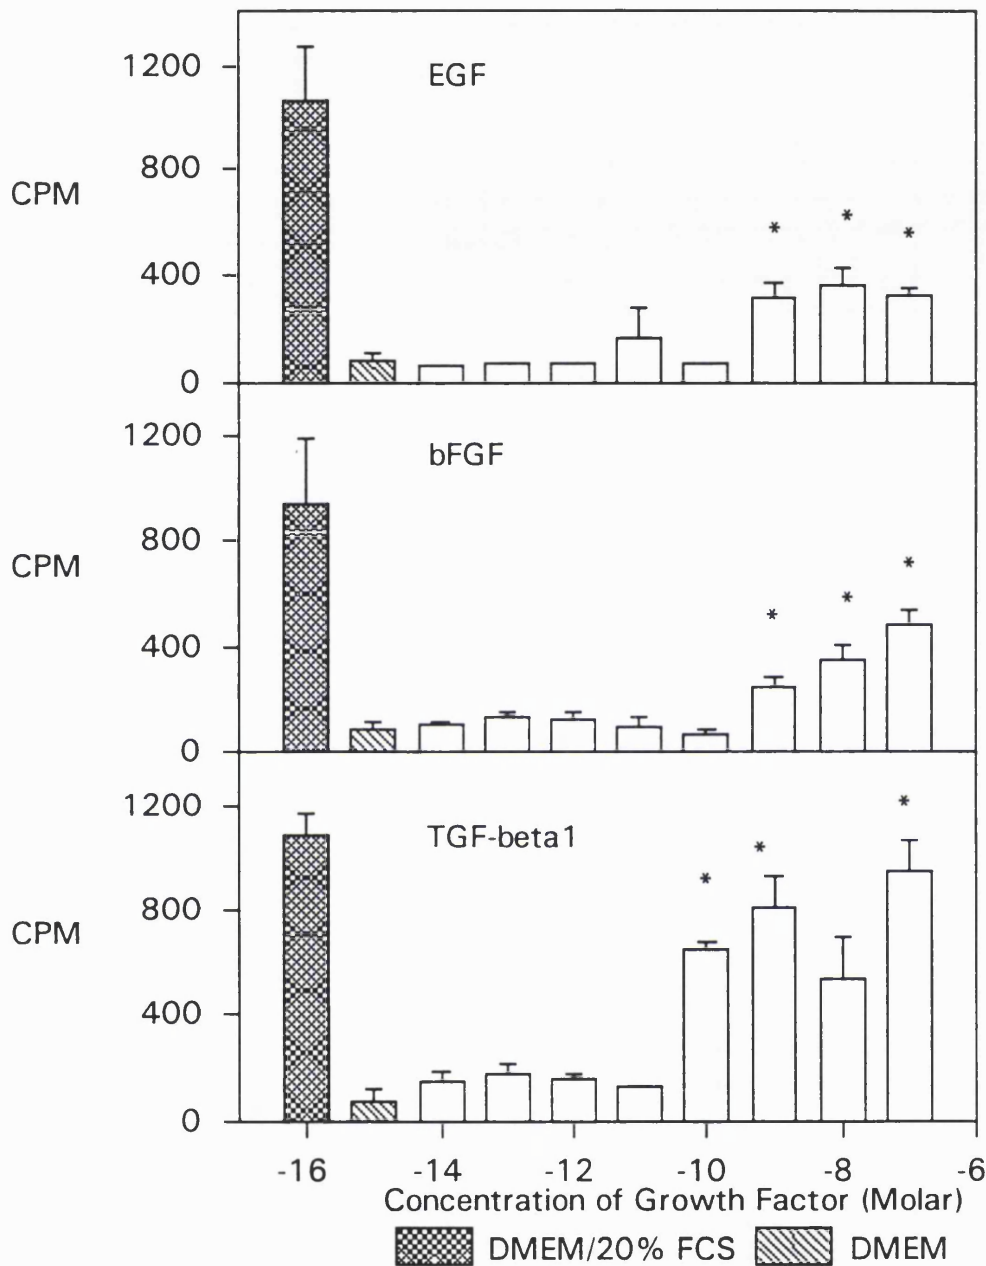 1200
EGF
800
CPM
*
*
*
400
0
1200
bFGF
800
CPM
*
*
*
400
0
1200
TGF-beta1
*
*
*
800
CPM
400
0
-16 -14 -12 -10 -8 -6
Concentration of Growth Factor (Molar)
DMEM/20% FCS DMEM